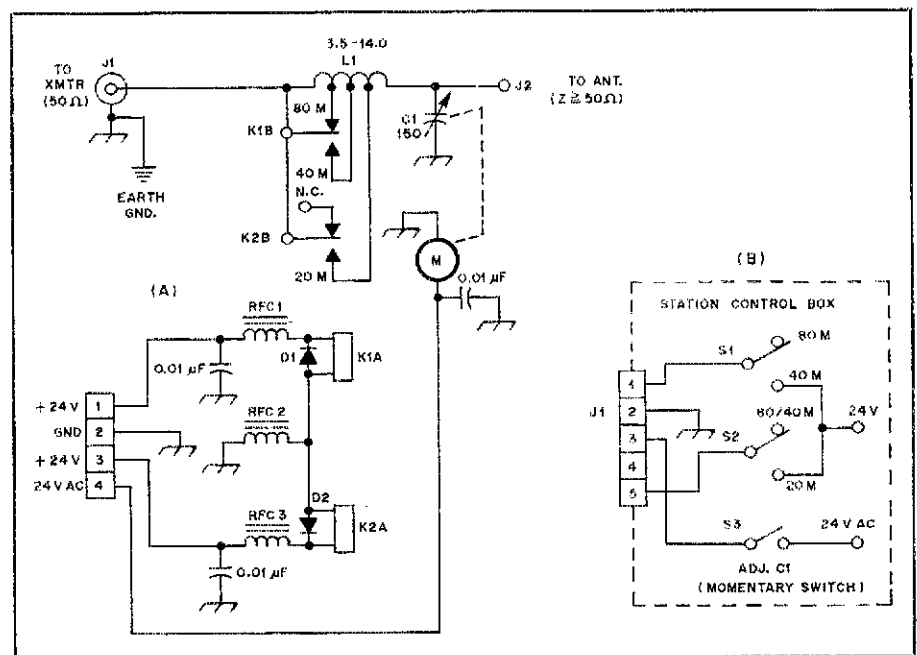 3.5-14.0
L1
TO
XMTR
(50Ω)
J1
J2
TO ANT.
(Z ≧ 50Ω)
80 M
K1B
C1
150
40 M
N.C.
EARTH
GND.
K2B
20 M
M
0.01 µF
(A)
RFC 1
D1
K1A
0.01 µF
+24 V
1
GND
2
+24 V
3
24V AC
4
RFC 2
D2
RFC 3
K2A
0.01 µF
(B)
STATION CONTROL BOX
S1
80 M
40 M
J1
1
2
3
4
5
80/40 M
24 V
S2
20 M
S3
24 V AC
ADJ. C1
(MOMENTARY SWITCH)